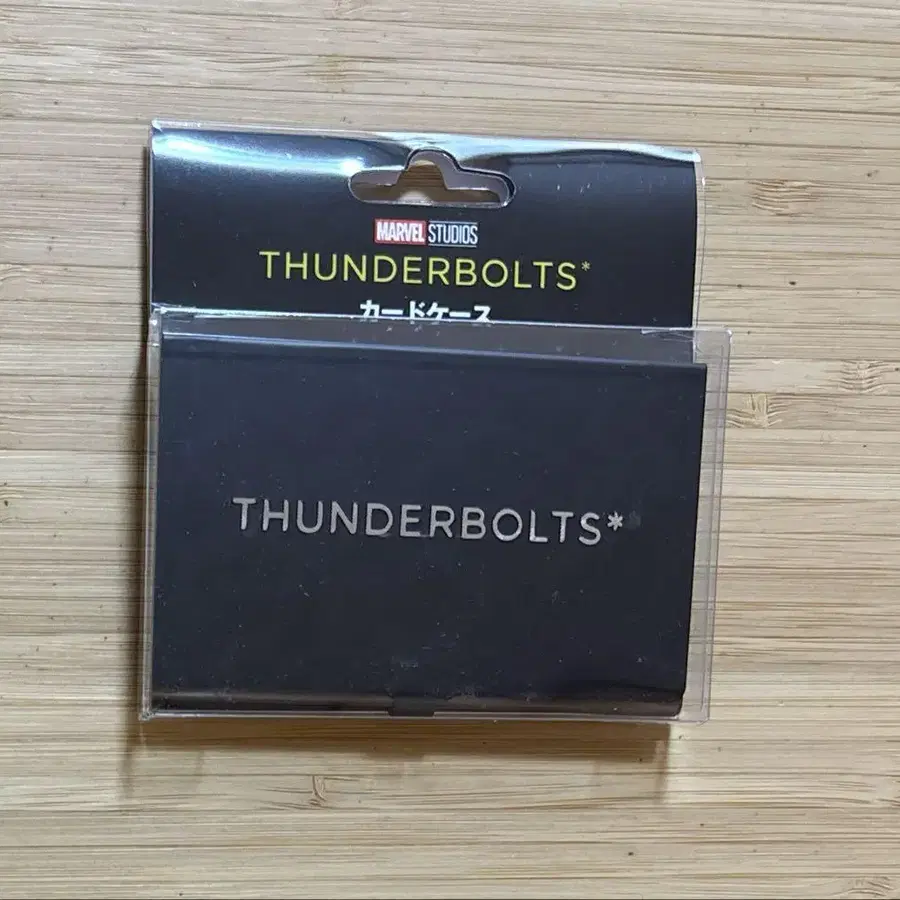 MARVEL STUDIOS
THUNDERBOLTS*
カードケース
THUNDERBOLTS*